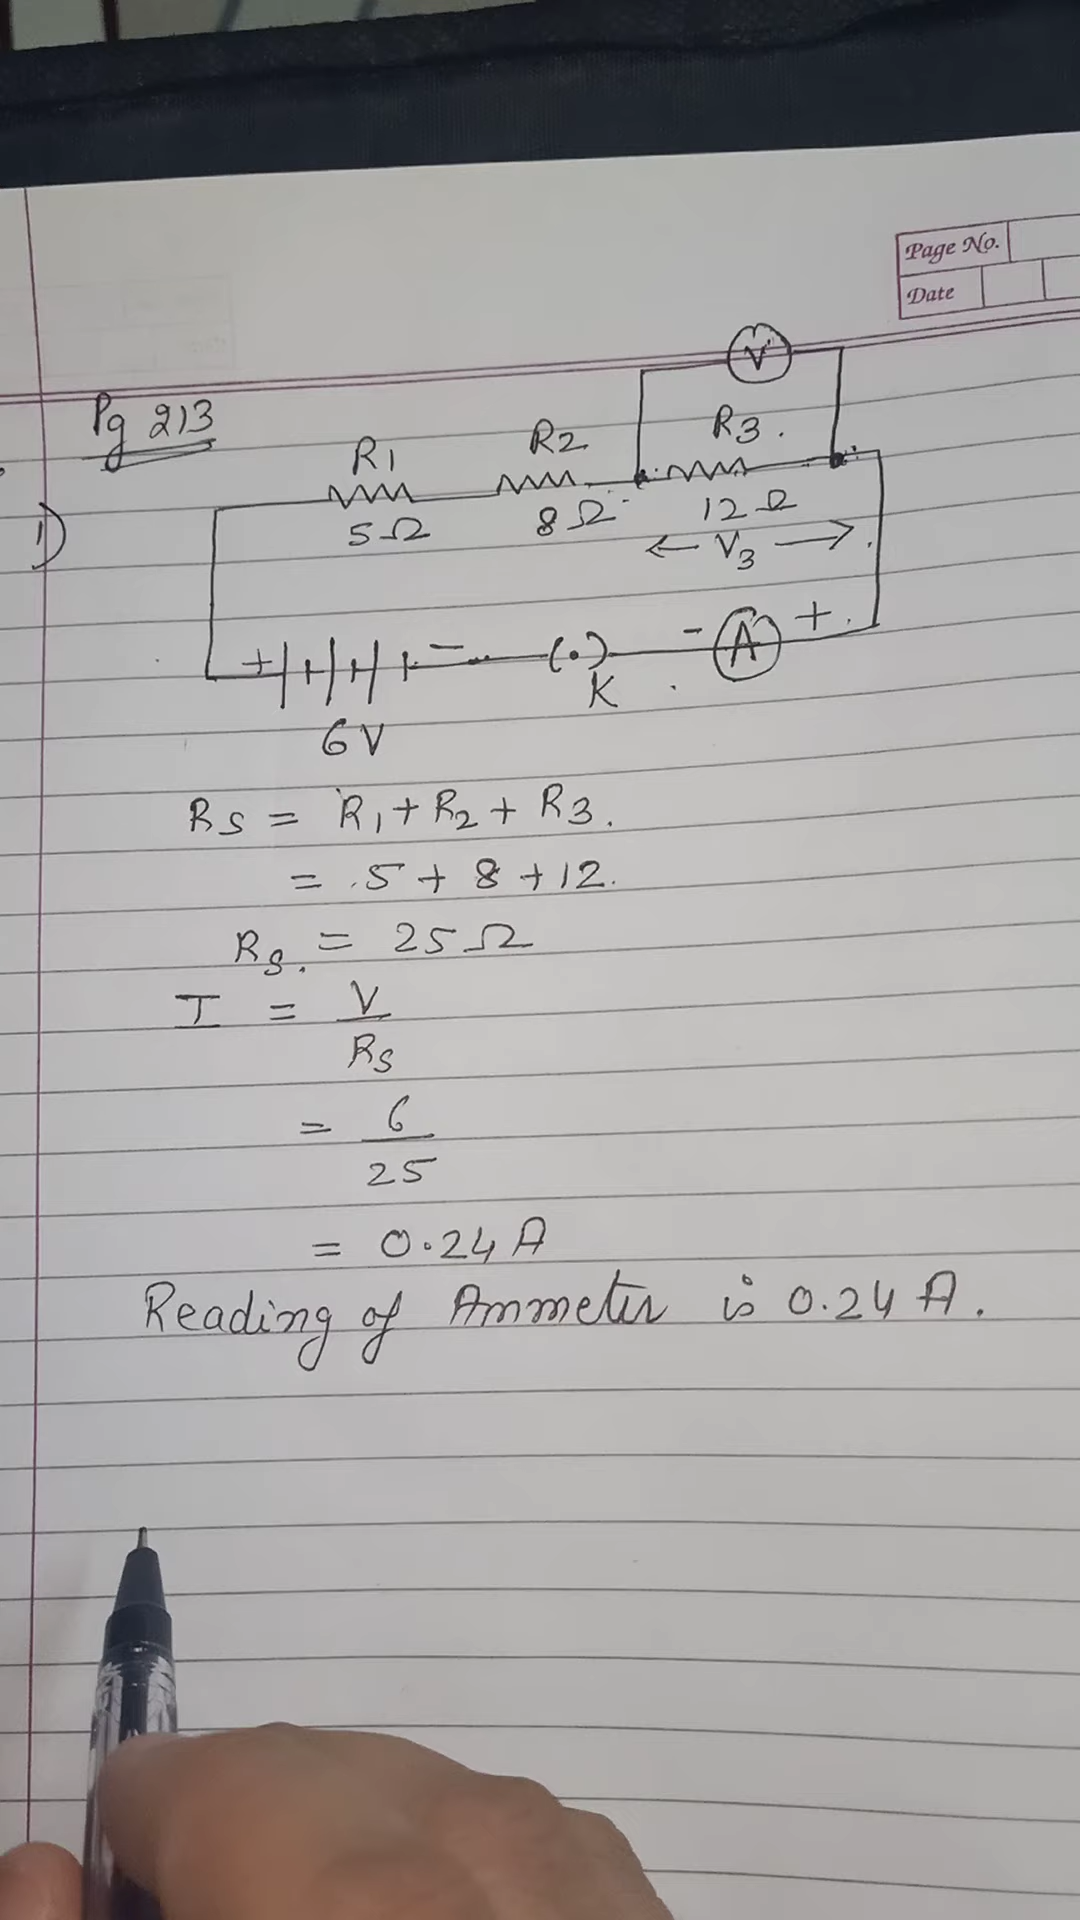 Page No.
Date
Pg 213
V
R1
R2
R3.
1)
5Ω
8Ω
12Ω
← V3 →
+ - K - A +
6V
Rs = R1 + R2 + R3.
= 5 + 8 + 12.
Rs. = 25Ω
I = V
Rs
= 6
25
= 0.24 A
Reading of Ammeter is 0.24 A.